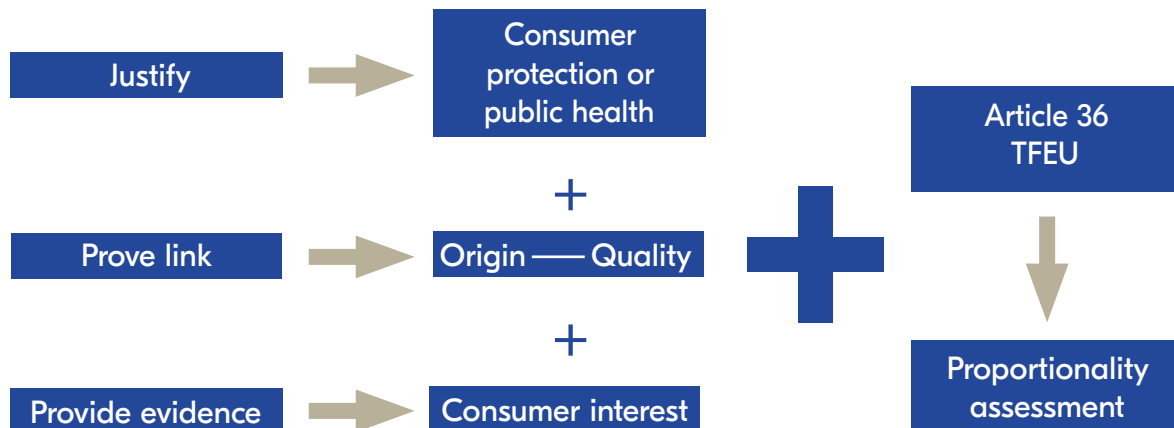 Justify
Consumer
protection or
public health
+
Prove link
Origin — Quality
+
Provide evidence
Consumer interest
Article 36
TFEU
Proportionality
assessment